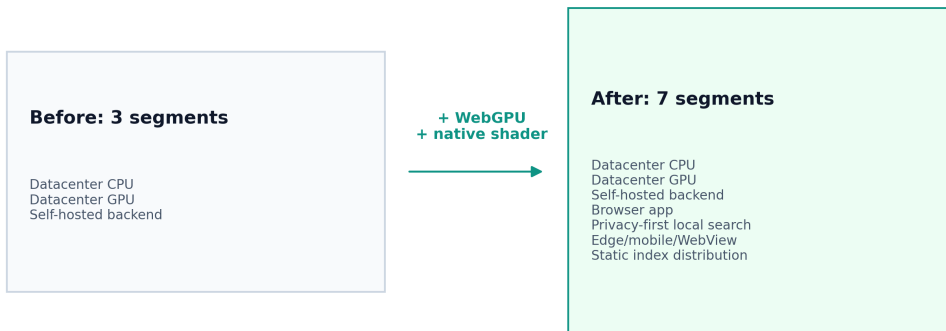 Before: 3 segments
Datacenter CPU
Datacenter GPU
Self-hosted backend
+ WebGPU
+ native shader
After: 7 segments
Datacenter CPU
Datacenter GPU
Self-hosted backend
Browser app
Privacy-first local search
Edge/mobile/WebView
Static index distribution